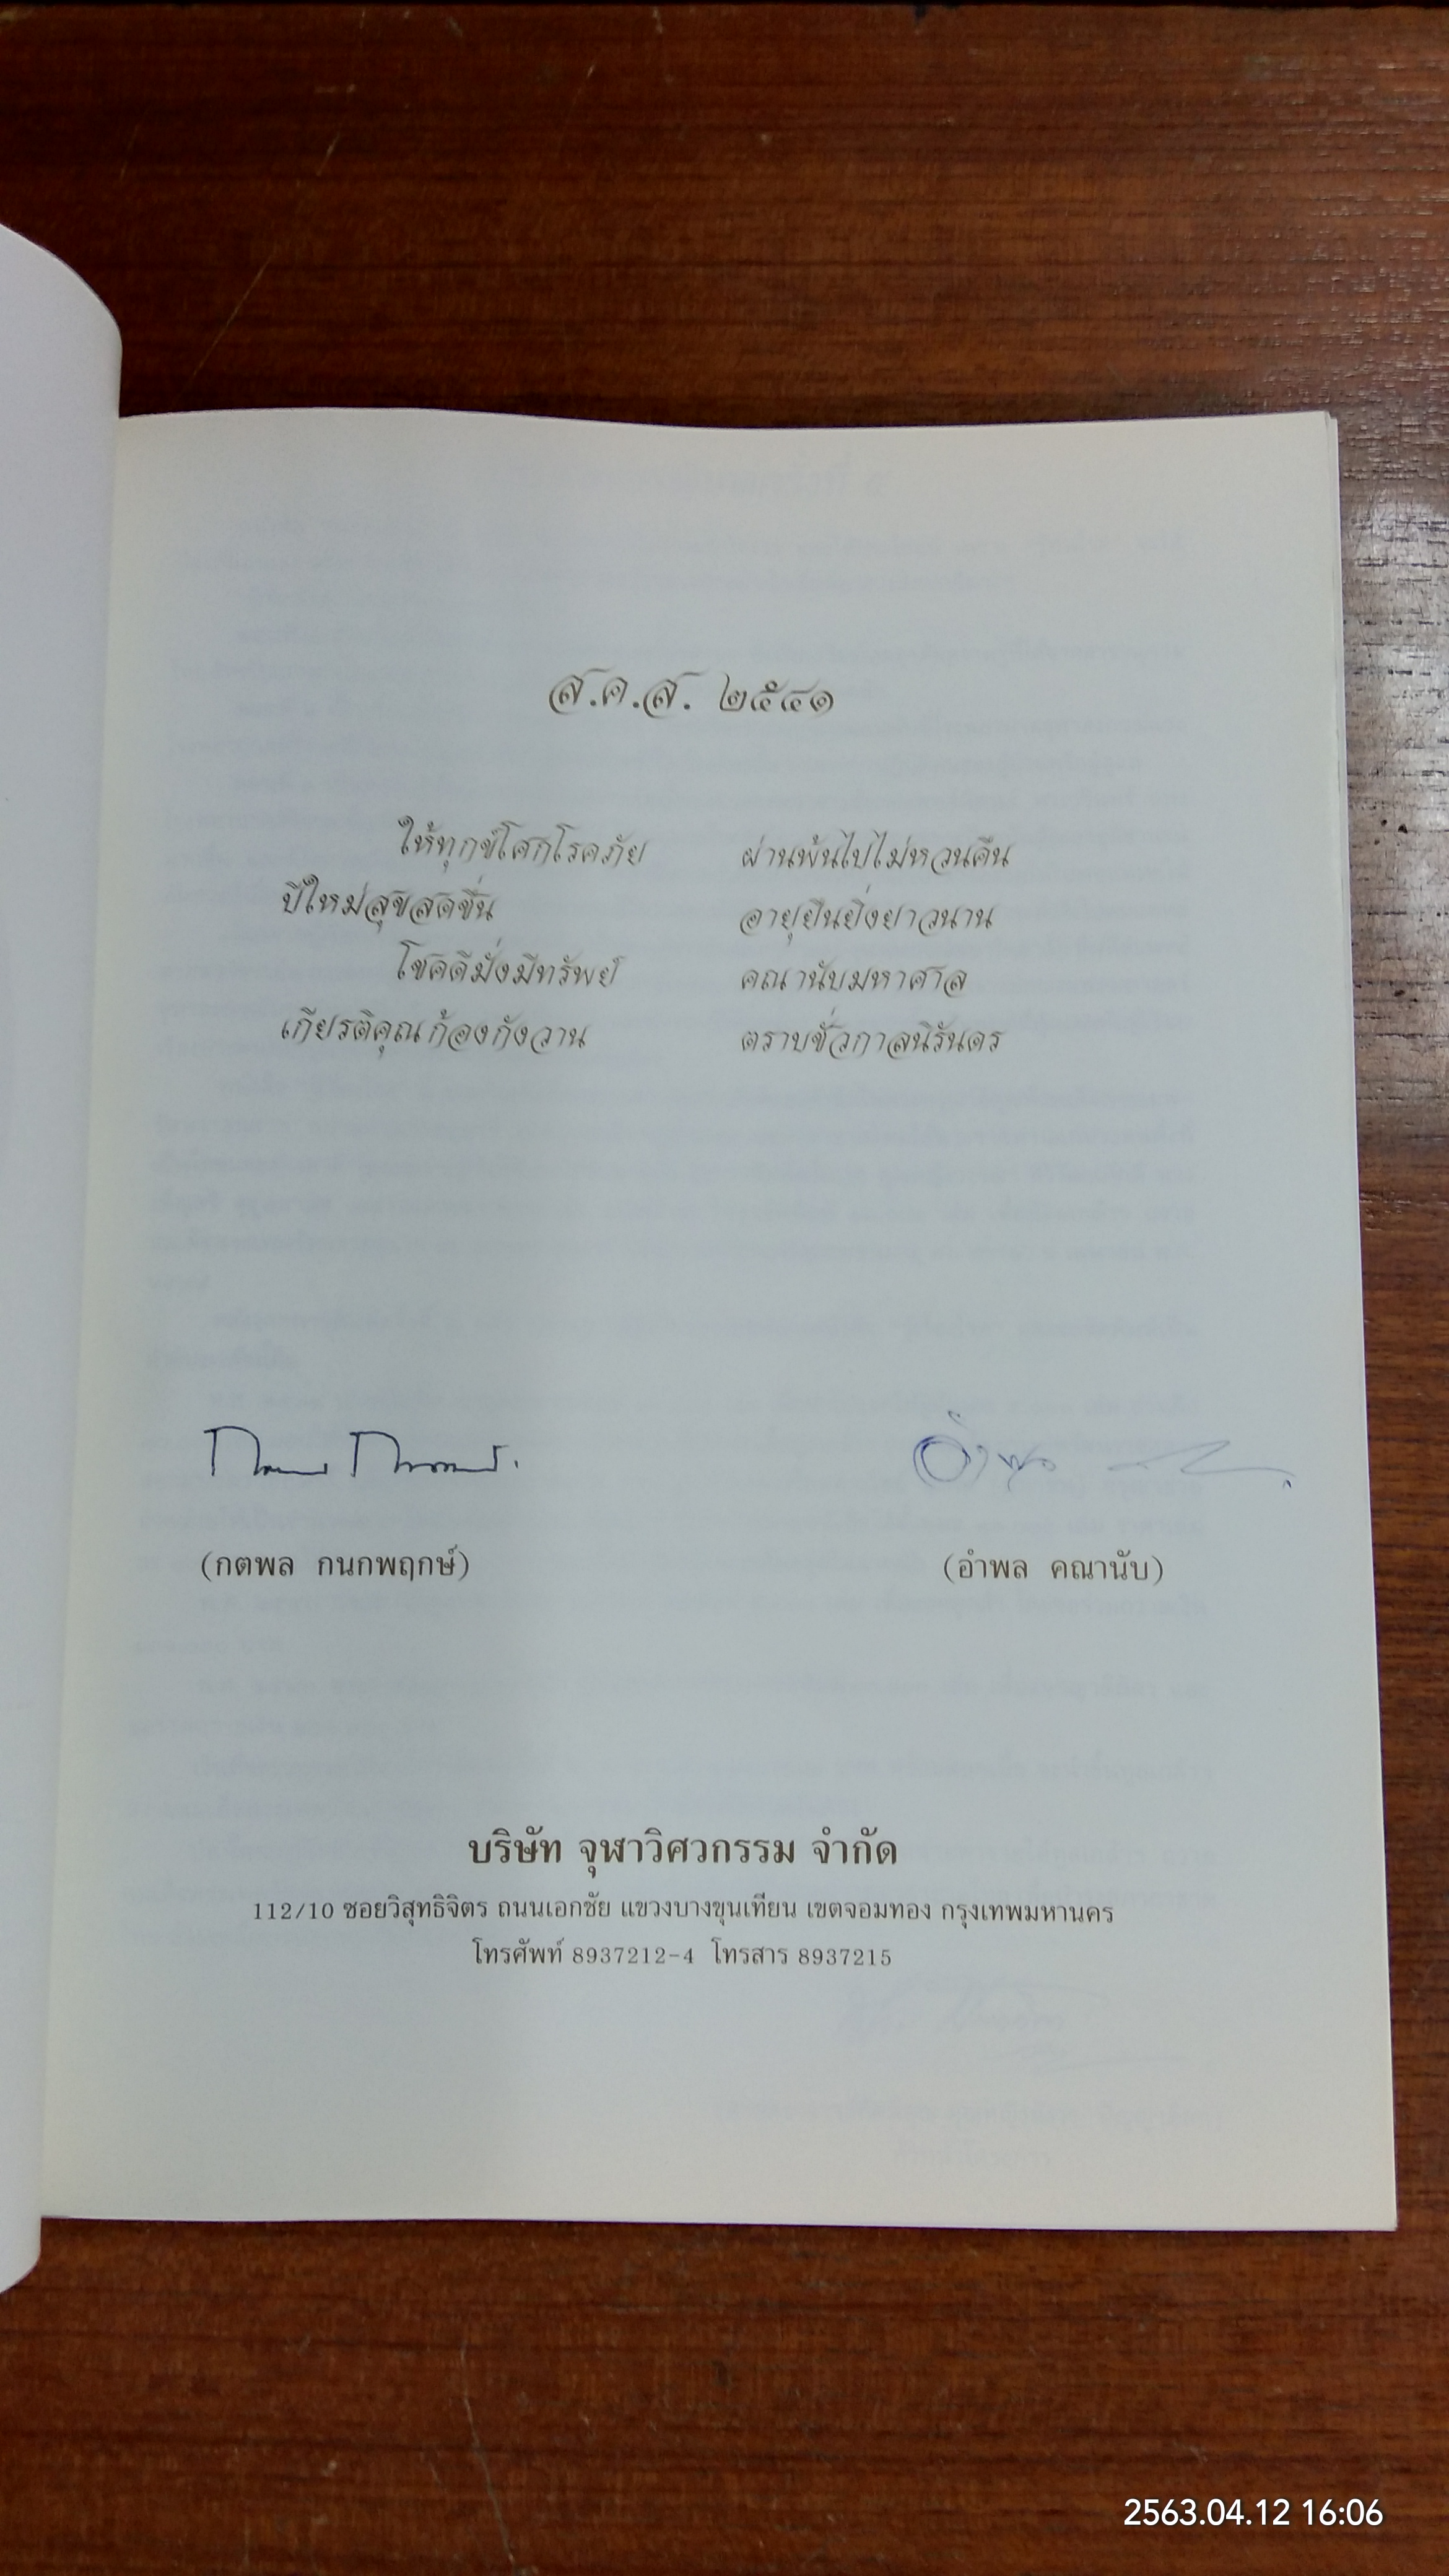 ส.ค.ส. ๒๕๔๑
ให้ทุกข์โศกโรคภัย ผ่านพ้นไปไม่หวนคืน
ปีใหม่สุขสดชื่น อายุยืนยิ่งยาวนาน
โชคดีมั่งมีทรัพย์ คณานับมหาศาล
เกียรติคุณก้องกังวาน ตราบชั่วกาลนิรันดร
(กตพล กนกพฤกษ์) (อำพล คณานับ)
บริษัท จุฬาวิศวกรรม จำกัด
112/10 ซอยวิสุทธิจิตร ถนนเอกชัย แขวงบางขุนเทียน เขตจอมทอง กรุงเทพมหานคร
โทรศัพท์ 8937212-4 โทรสาร 8937215
2563.04.12 16:06